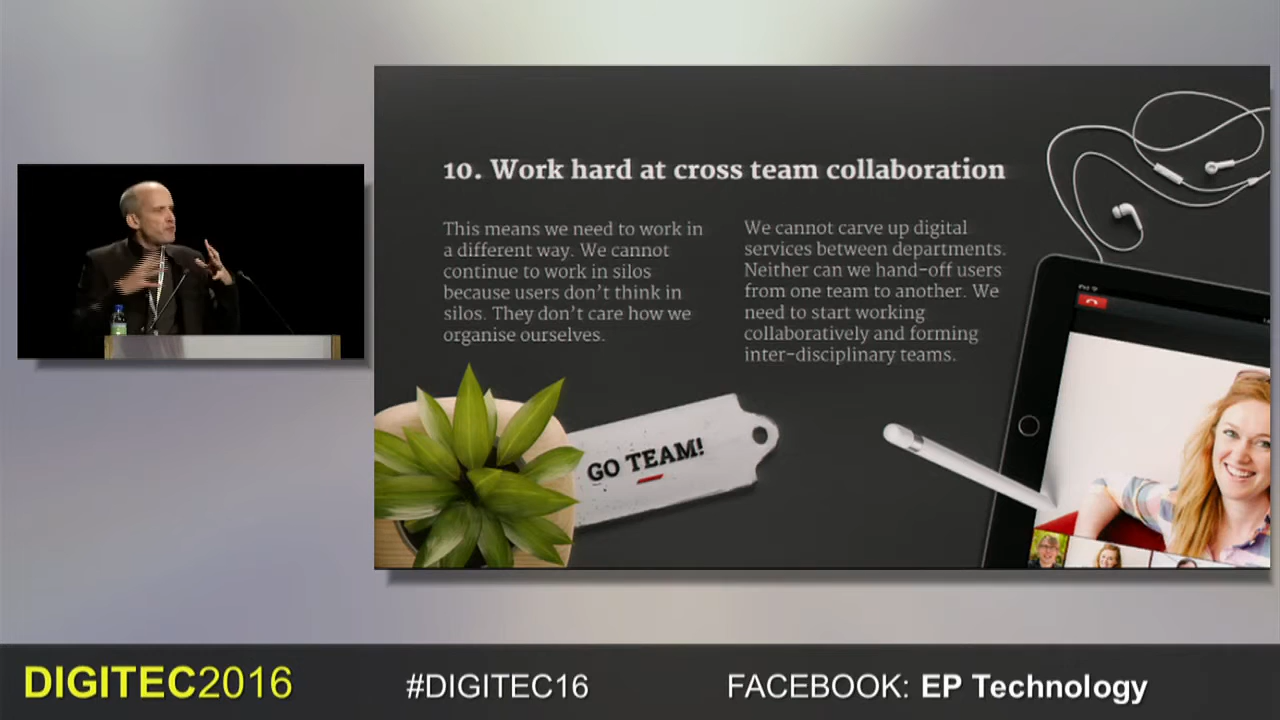 10. Work hard at cross team collaboration
This means we need to work in
a different way. We cannot
continue to work in silos
because users don't think in
silos. They don't care how we
organise ourselves.
We cannot carve up digital
services between departments.
Neither can we hand-off users
from one team to another. We
need to start working
collaboratively and forming
inter-disciplinary teams.
GO TEAM!
DIGITEC2016
#DIGITEC16
FACEBOOK: EP Technology